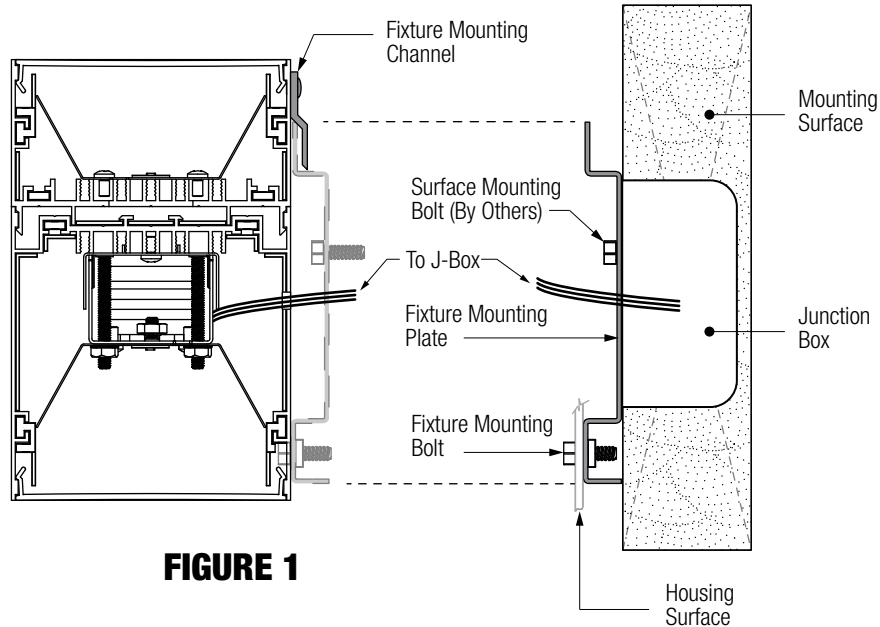 Fixture Mounting
Channel
Mounting
Surface
Surface Mounting
Bolt (By Others)
To J-Box
Fixture Mounting
Plate
Junction
Box
Fixture Mounting
Bolt
FIGURE 1
Housing
Surface